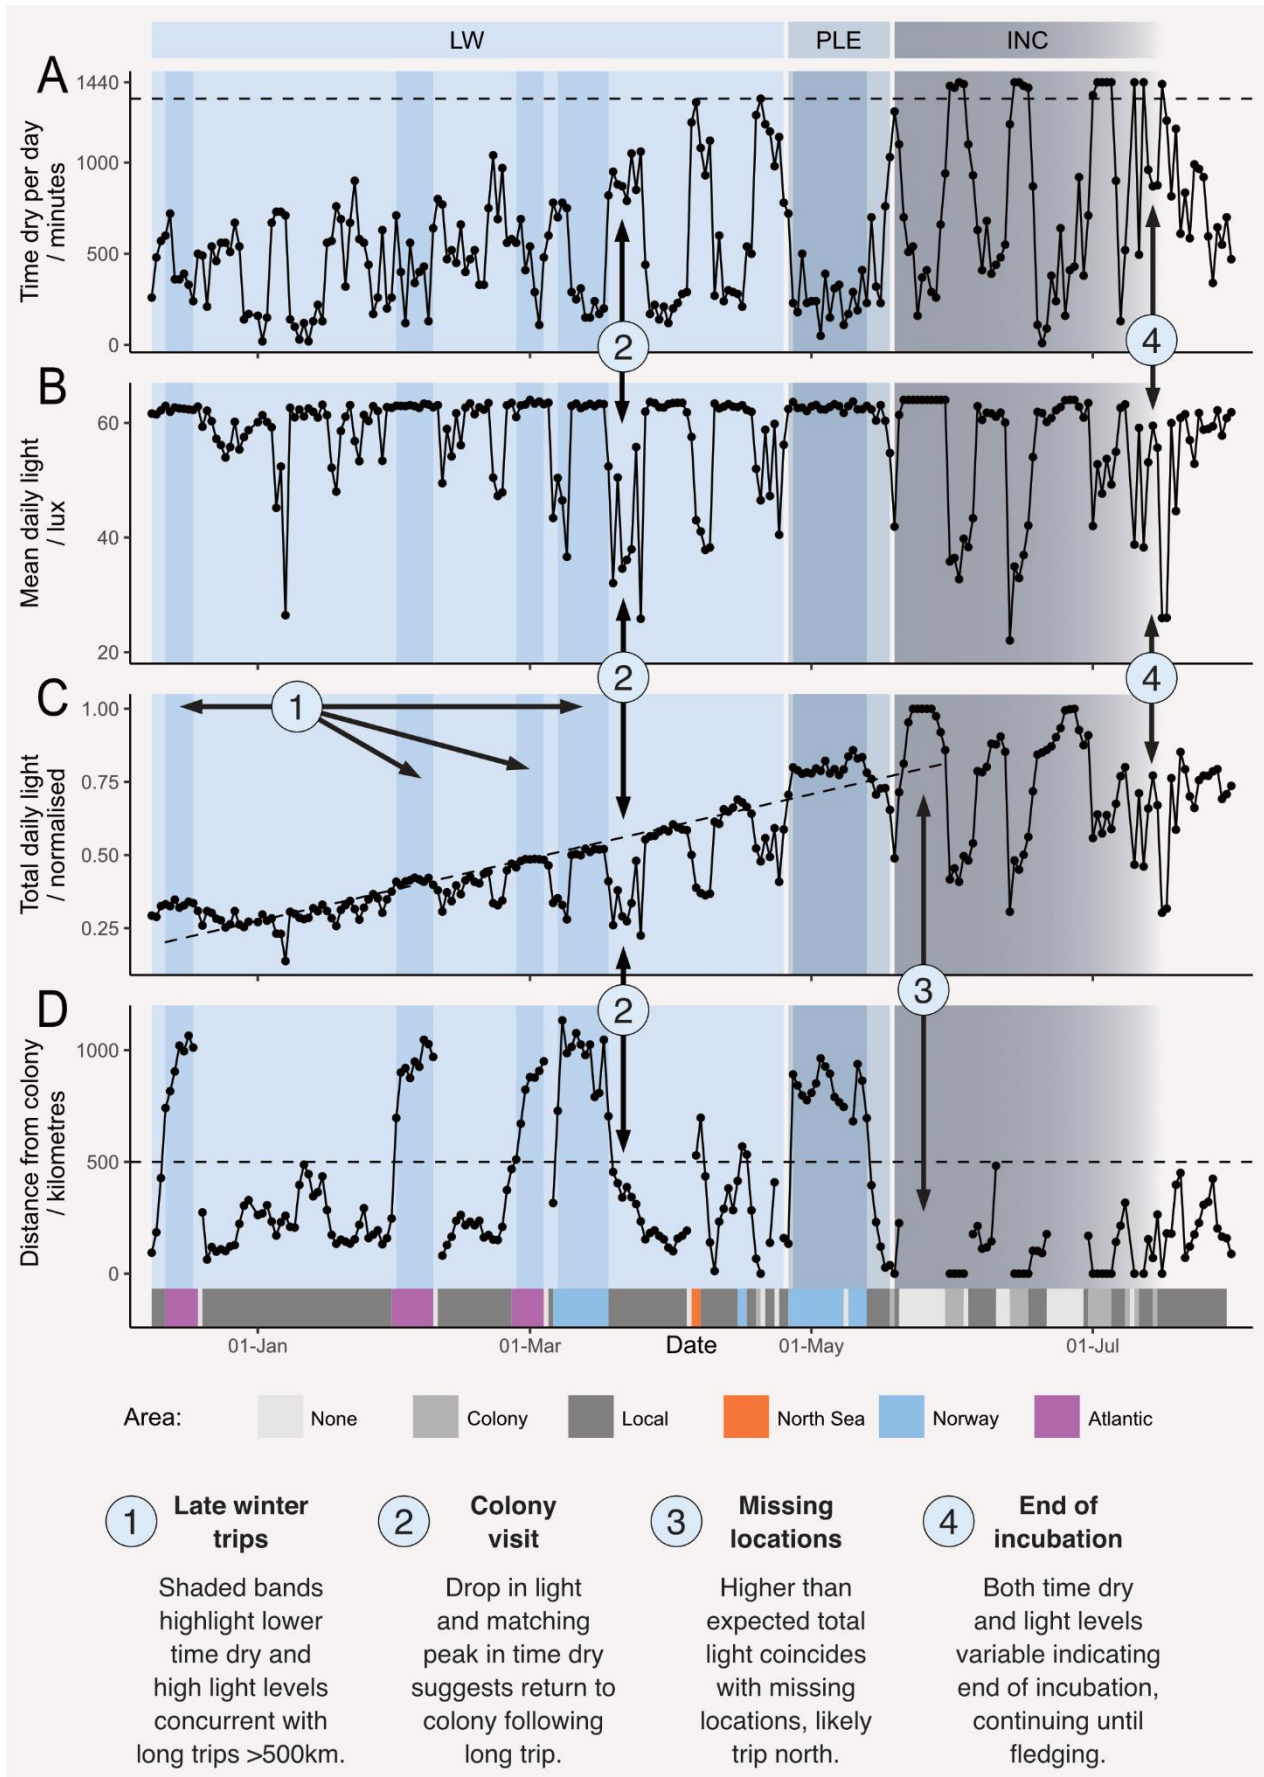 LW PLE INC
A
Time dry per day
/ minutes
1440
1000
500
0
2
4
B
Mean daily light
/ lux
60
40
20
2
4
C
Total daily light
/ normalised
1.00
0.75
0.50
0.25
1
2
3
D
Distance from colony
/ kilometres
1000
500
0
01-Jan 01-Mar Date 01-May 01-Jul
Area: None Colony Local North Sea Norway Atlantic
1 Late winter
trips
Shaded bands
highlight lower
time dry and
high light levels
concurrent with
long trips >500km.
2 Colony
visit
Drop in light
and matching
peak in time dry
suggests return to
colony following
long trip.
3 Missing
locations
Higher than
expected total
light coincides
with missing
locations, likely
trip north.
4 End of
incubation
Both time dry
and light levels
variable indicating
end of incubation,
continuing until
fledging.